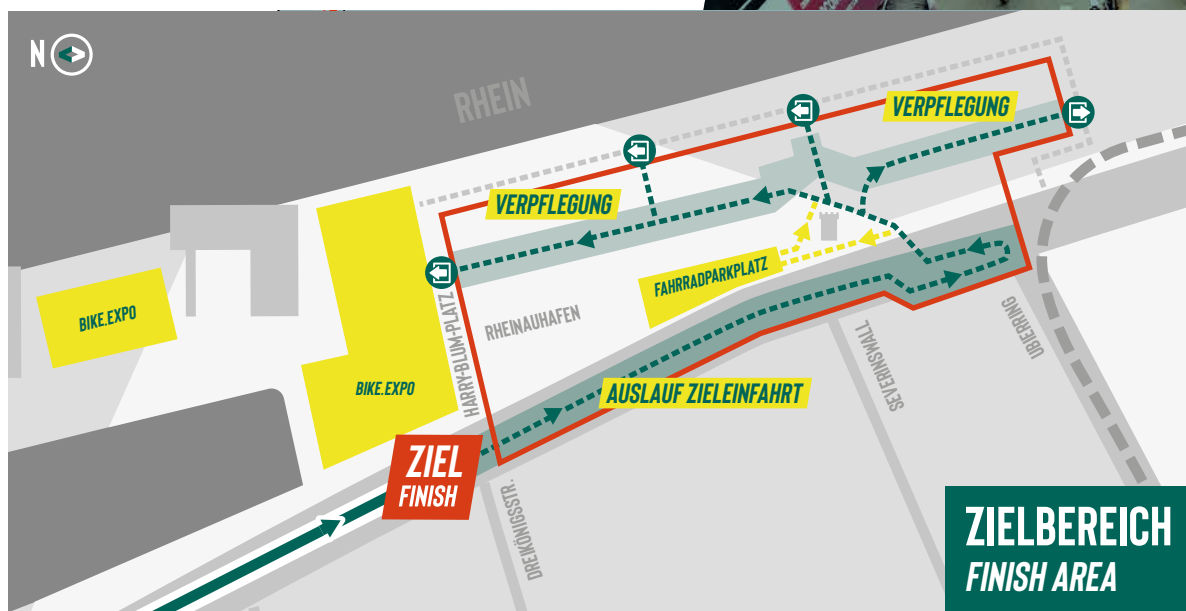 N
RHEIN
VERPFLEGUNG
VERPFLEGUNG
FAHRRADPARKPLATZ
BIKE.EXPO
BIKE.EXPO
HARRY-BLUM-PLATZ
RHEINAUHAFEN
UBIERRING
SEVERINSWALL
AUSLAUF ZIELEINFAHRT
ZIEL
FINISH
DREIKÖNIGSSTR.
ZIELBEREICH
FINISH AREA